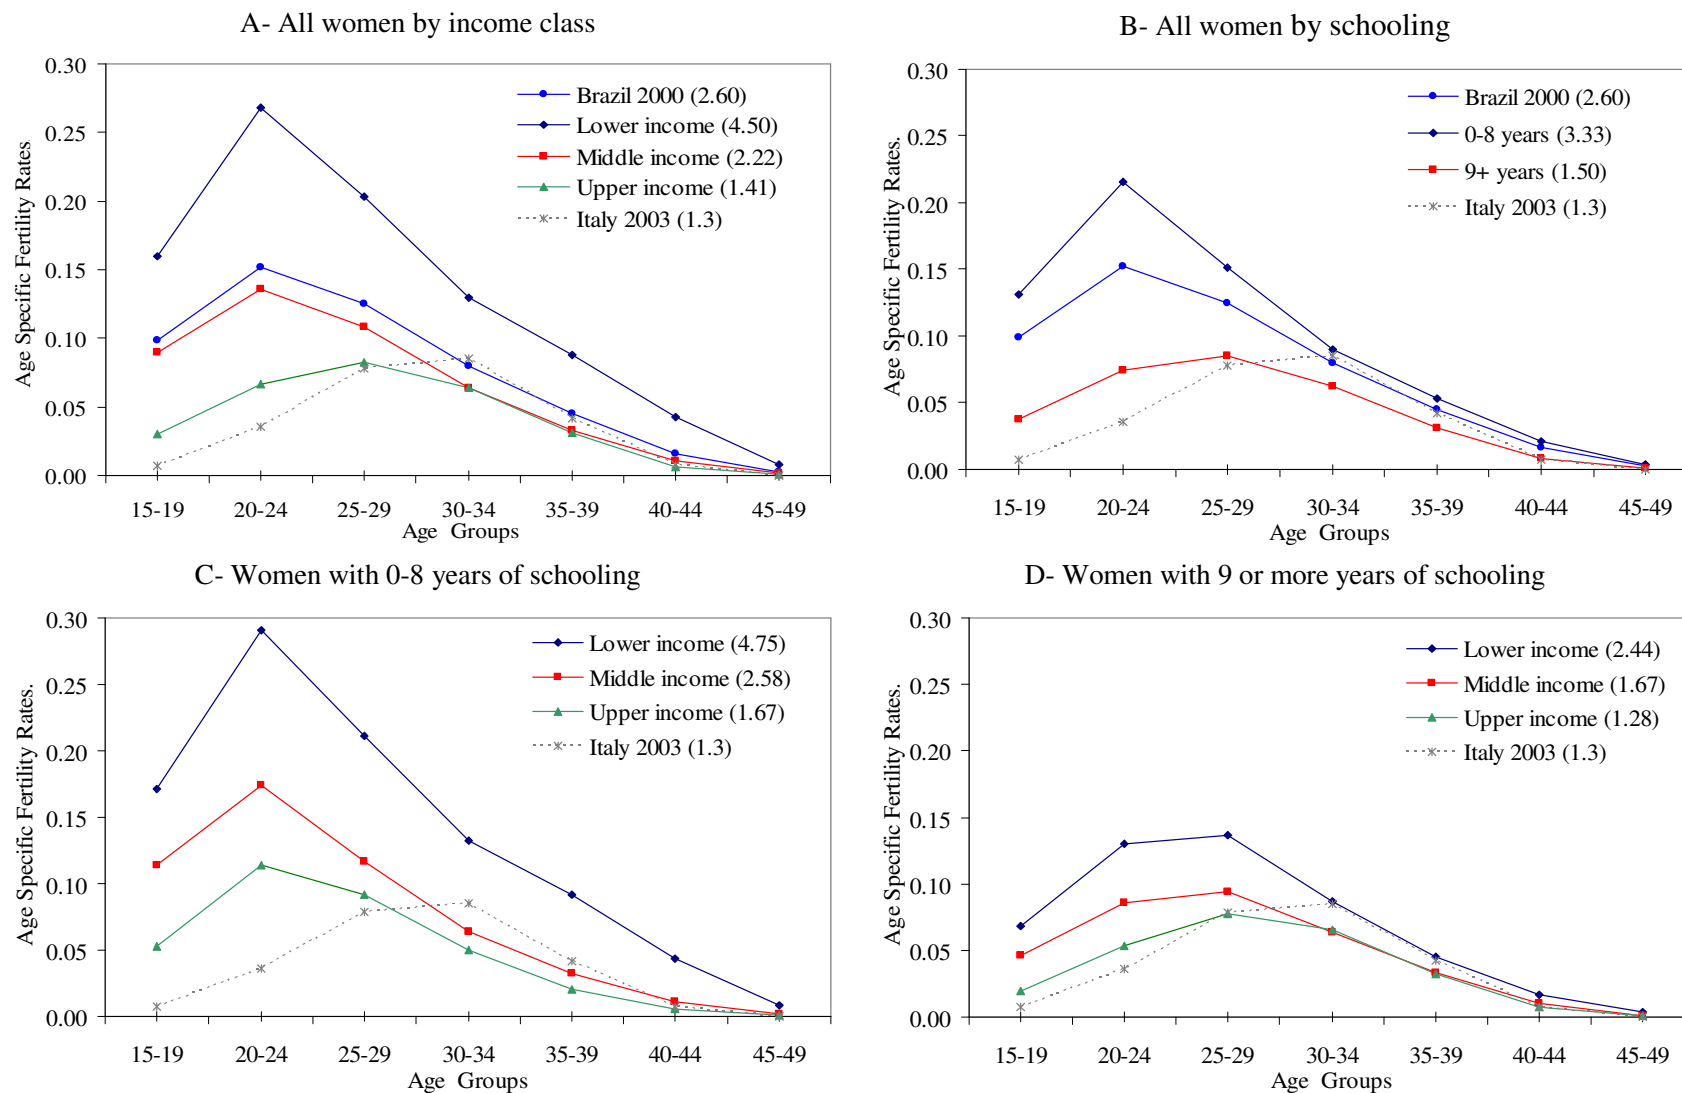 A- All women by income class
0.30
0.25
0.20
0.15
0.10
0.05
0.00
Age Specific Fertility Rates
Brazil 2000 (2.60)
Lower income (4.50)
Middle income (2.22)
Upper income (1.41)
Italy 2003 (1.3)
15-19 20-24 25-29 30-34 35-39 40-44 45-49
Age Groups
B- All women by schooling
0.30
0.25
0.20
0.15
0.10
0.05
0.00
Age Specific Fertility Rates.
Brazil 2000 (2.60)
0-8 years (3.33)
9+ years (1.50)
Italy 2003 (1.3)
15-19 20-24 25-29 30-34 35-39 40-44 45-49
Age Groups
C- Women with 0-8 years of schooling
0.30
0.25
0.20
0.15
0.10
0.05
0.00
Age Specific Fertility Rates.
Lower income (4.75)
Middle income (2.58)
Upper income (1.67)
Italy 2003 (1.3)
15-19 20-24 25-29 30-34 35-39 40-44 45-49
Age Groups
D- Women with 9 or more years of schooling
0.30
0.25
0.20
0.15
0.10
0.05
0.00
Age Specific Fertility Rates.
Lower income (2.44)
Middle income (1.67)
Upper income (1.28)
Italy 2003 (1.3)
15-19 20-24 25-29 30-34 35-39 40-44 45-49
Age Groups